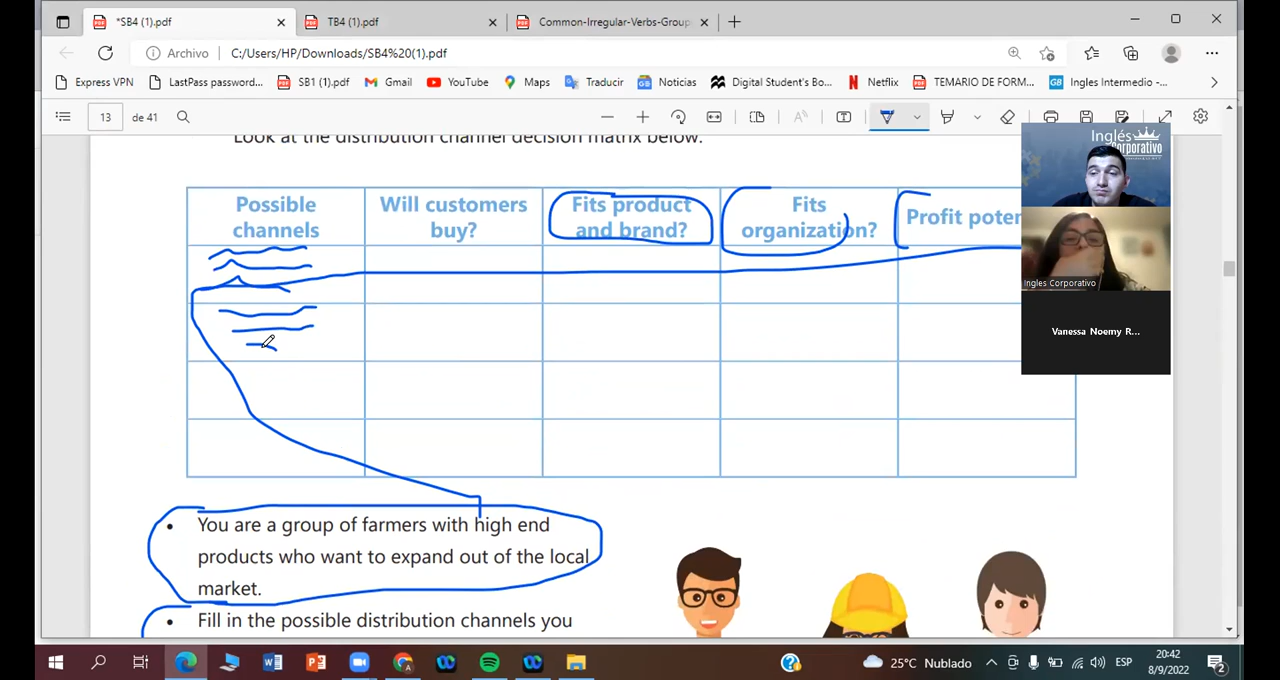 *SB4 (1).pdf
TB4 (1).pdf
Common-Irregular-Verbs-Group
Archivo
C:/Users/HP/Downloads/SB4%20(1).pdf
Express VPN
LastPass password...
SB1 (1).pdf
Gmail
YouTube
Maps
Traducir
Noticias
Digital Student's Bo...
Netflix
TEMARIO DE FORM...
Ingles Intermedio -...
13
de 41
Look at the distribution channel decision matrix below.
Inglés
Corporativo
Possible channels
Will customers buy?
Fits product and brand?
Fits organization?
Profit poten
Ingles Corporativo
Vanessa Noemy R...
• You are a group of farmers with high end
products who want to expand out of the local
market.
• Fill in the possible distribution channels you
25°C Nublado
ESP
20:42
8/9/2022
2